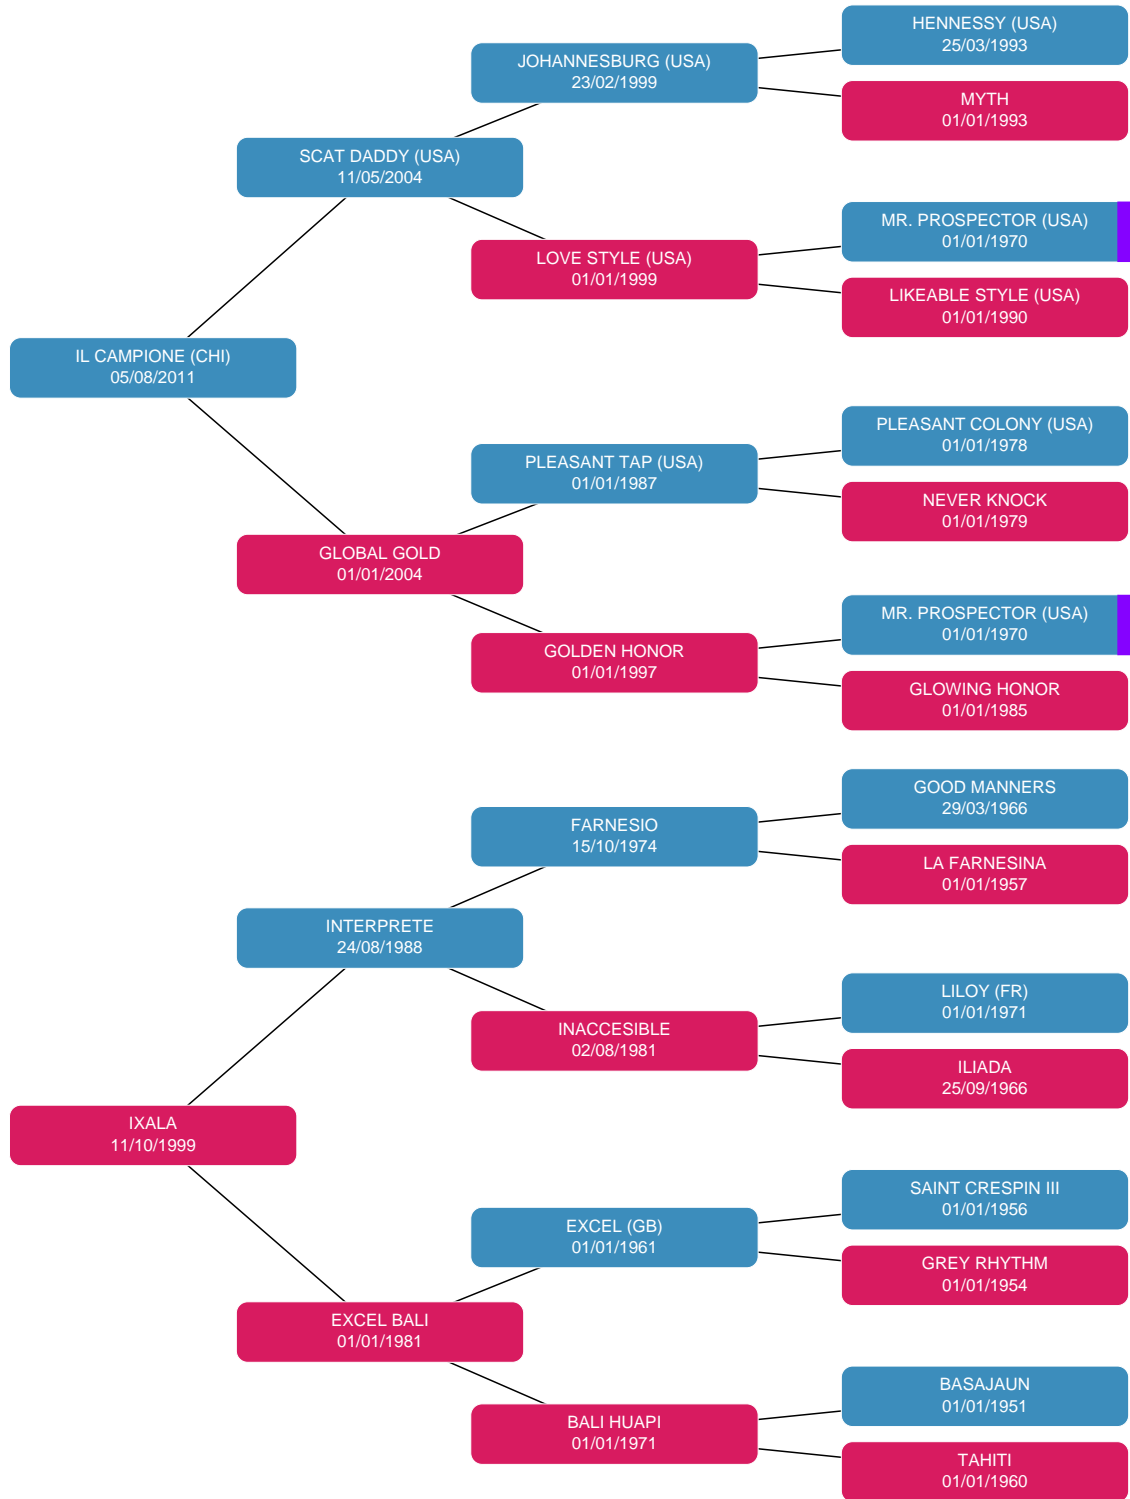 HENNESSY (USA)
25/03/1993
JOHANNESBURG (USA)
23/02/1999
MYTH
01/01/1993
SCAT DADDY (USA)
11/05/2004
MR. PROSPECTOR (USA)
01/01/1970
LOVE STYLE (USA)
01/01/1999
LIKEABLE STYLE (USA)
01/01/1990
IL CAMPIONE (CHI)
05/08/2011
PLEASANT COLONY (USA)
01/01/1978
PLEASANT TAP (USA)
01/01/1987
NEVER KNOCK
01/01/1979
GLOBAL GOLD
01/01/2004
MR. PROSPECTOR (USA)
01/01/1970
GOLDEN HONOR
01/01/1997
GLOWING HONOR
01/01/1985
GOOD MANNERS
29/03/1966
FARNESIO
15/10/1974
LA FARNESINA
01/01/1957
INTERPRETE
24/08/1988
LILOY (FR)
01/01/1971
INACCESIBLE
02/08/1981
ILIADA
25/09/1966
IXALA
11/10/1999
SAINT CRESPIN III
01/01/1956
EXCEL (GB)
01/01/1961
GREY RHYTHM
01/01/1954
EXCEL BALI
01/01/1981
BASAJAUN
01/01/1951
BALI HUAPI
01/01/1971
TAHITI
01/01/1960